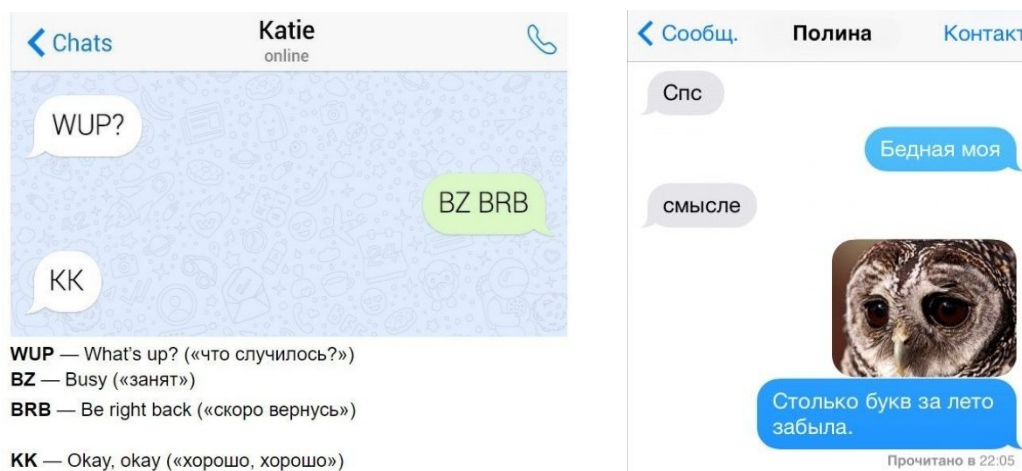 Chats
Katie
online
WUP?
BZ BRB
KK
WUP — What's up? («что случилось?»)
BZ — Busy («занят»)
BRB — Be right back («скоро вернусь»)
KK — Okay, okay («хорошо, хорошо»)
Сообщ.
Полина
Контакт
Спс
Бедная моя
смысле
Столько букв за лето
забыла.
Прочитано в 22:05